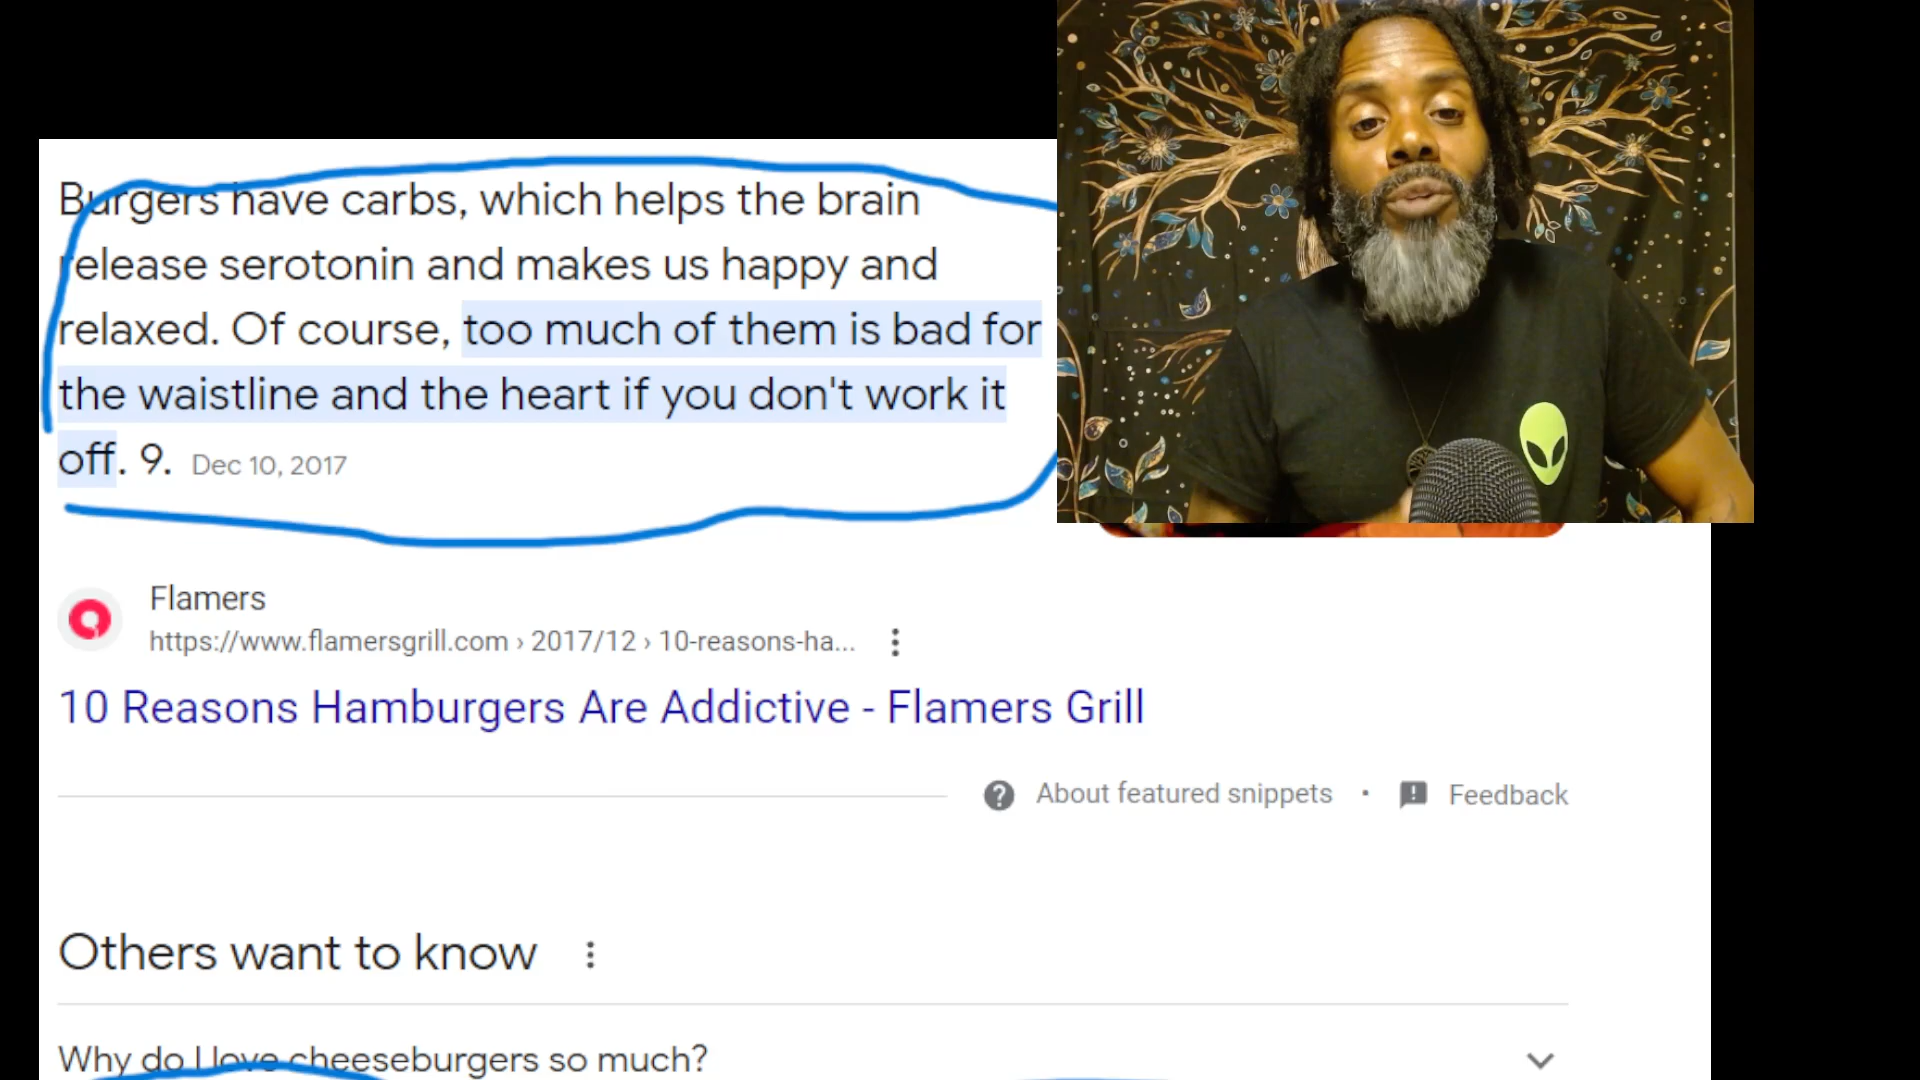 Burgers have carbs, which helps the brain
release serotonin and makes us happy and
relaxed. Of course, too much of them is bad for
the waistline and the heart if you don't work it
off. 9. Dec 10, 2017
Flamers
https://www.flamersgrill.com › 2017/12 › 10-reasons-ha...
10 Reasons Hamburgers Are Addictive - Flamers Grill
About featured snippets • Feedback
Others want to know
Why do I love cheeseburgers so much?